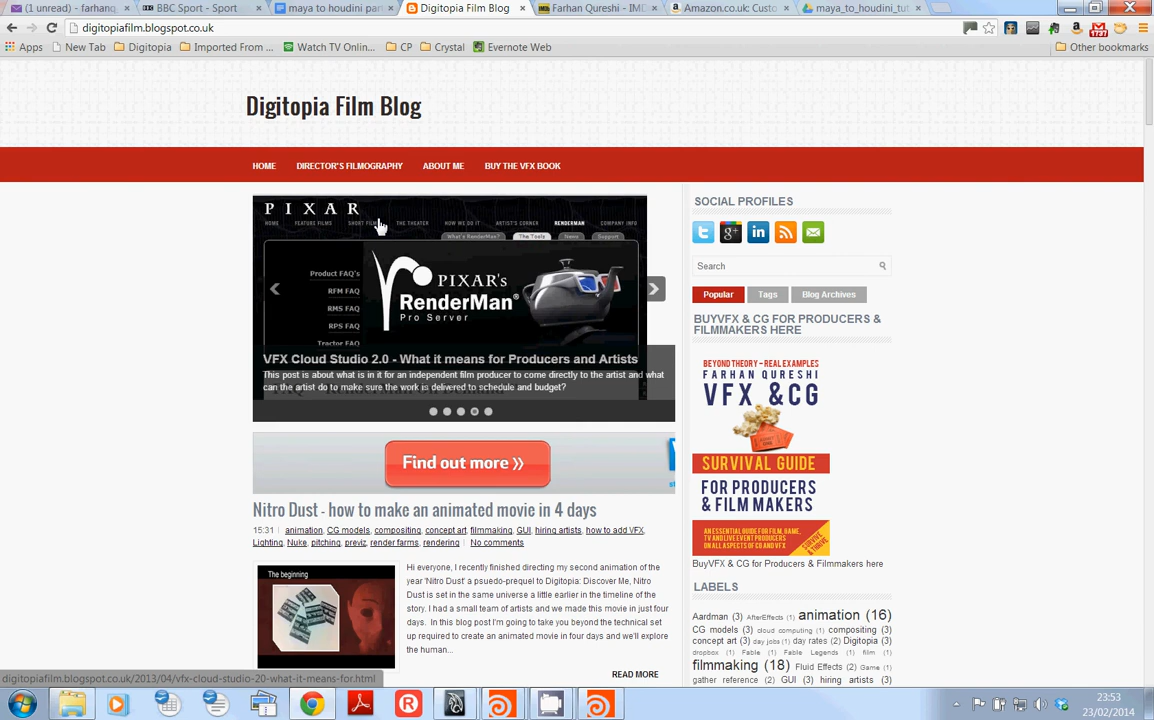 (1 unread) - farhanq
BBC Sport - Sport
maya to houdini part
Digitopia Film Blog
Farhan Qureshi - IMD
Amazon.co.uk: Custo
maya_to_houdini_tut
digitopiafilm.blogspot.co.uk
Apps
New Tab
Digitopia
Imported From ...
Watch TV Onlin...
CP
Crystal
Evernote Web
Other bookmarks
Digitopia Film Blog
HOME
DIRECTOR'S FILMOGRAPHY
ABOUT ME
BUY THE VFX BOOK
PIXAR
HOME
FEATURE FILMS
SHORT FILMS
THE THEATER
HOW WE DO IT
ARTIST'S CORNER
RENDERMAN
COMPANY INFO
What's RenderMan?
The Tools
News
Support
Product FAQ's
RFM FAQ
RMS FAQ
RPS FAQ
Tractor FAQ
PIXAR's
RenderMan®
Pro Server
VFX Cloud Studio 2.0 - What it means for Producers and Artists
This post is about what is in it for an independent film producer to come directly to the artist and what
can the artist do to make sure the work is delivered to schedule and budget?
Find out more »
Nitro Dust - how to make an animated movie in 4 days
15:31 | animation, CG models, compositing, concept art, filmmaking, GUI, hiring artists, how to add VFX,
Lighting, Nuke, pitching, previz, render farms, rendering | No comments
The beginning
Hi everyone, I recently finished directing my second animation of the
year 'Nitro Dust' a psuedo-prequel to Digitopia: Discover Me, Nitro
Dust is set in the same universe a little earlier in the timeline of the
story. I had a small team of artists and we made this movie in just four
days. In this blog post I'm going to take you beyond the technical set
up required to create an animated movie in four days and we'll explore
the human...
READ MORE
SOCIAL PROFILES
Search
Popular
Tags
Blog Archives
BUYVFX & CG FOR PRODUCERS &
FILMMAKERS HERE
BEYOND THEORY – REAL EXAMPLES
FARHAN QURESHI
VFX & CG
SURVIVAL GUIDE
FOR PRODUCERS
& FILM MAKERS
AN ESSENTIAL GUIDE FOR FILM, GAME,
TV AND LIVE EVENT PRODUCERS
ON ALL ASPECTS OF CG AND VFX
SURVIVE
& THRIVE
BuyVFX & CG for Producers & Filmmakers here
LABELS
Aardman (3) AfterEffects (1) animation (16)
CG models (3) cloud computing (1) compositing (3)
concept art (3) day jobs (1) day rates (2) Digitopia (3)
dropbox (1) Fable (1) Fable Legends (1) film (1)
filmmaking (18) Fluid Effects (2) Game (1)
gather reference (2) GUI (3) hiring artists (3)
digitopiafilm.blogspot.co.uk/2013/04/vfx-cloud-studio-20-what-it-means-for.html
23:53
23/02/2014